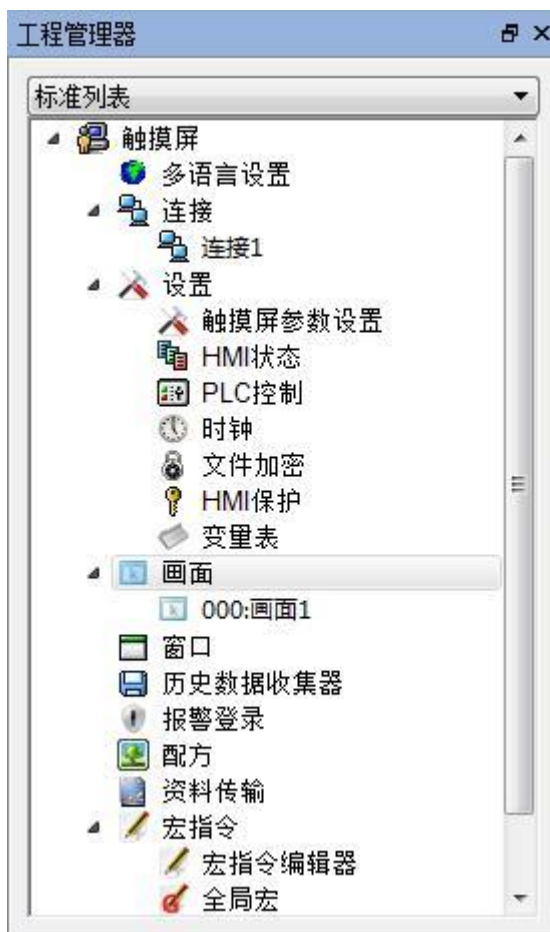 工程管理器
标准列表
触摸屏
多语言设置
连接
连接1
设置
触摸屏参数设置
HMI状态
PLC控制
时钟
文件加密
HMI保护
变量表
画面
000:画面1
窗口
历史数据收集器
报警登录
配方
资料传输
宏指令
宏指令编辑器
全局宏